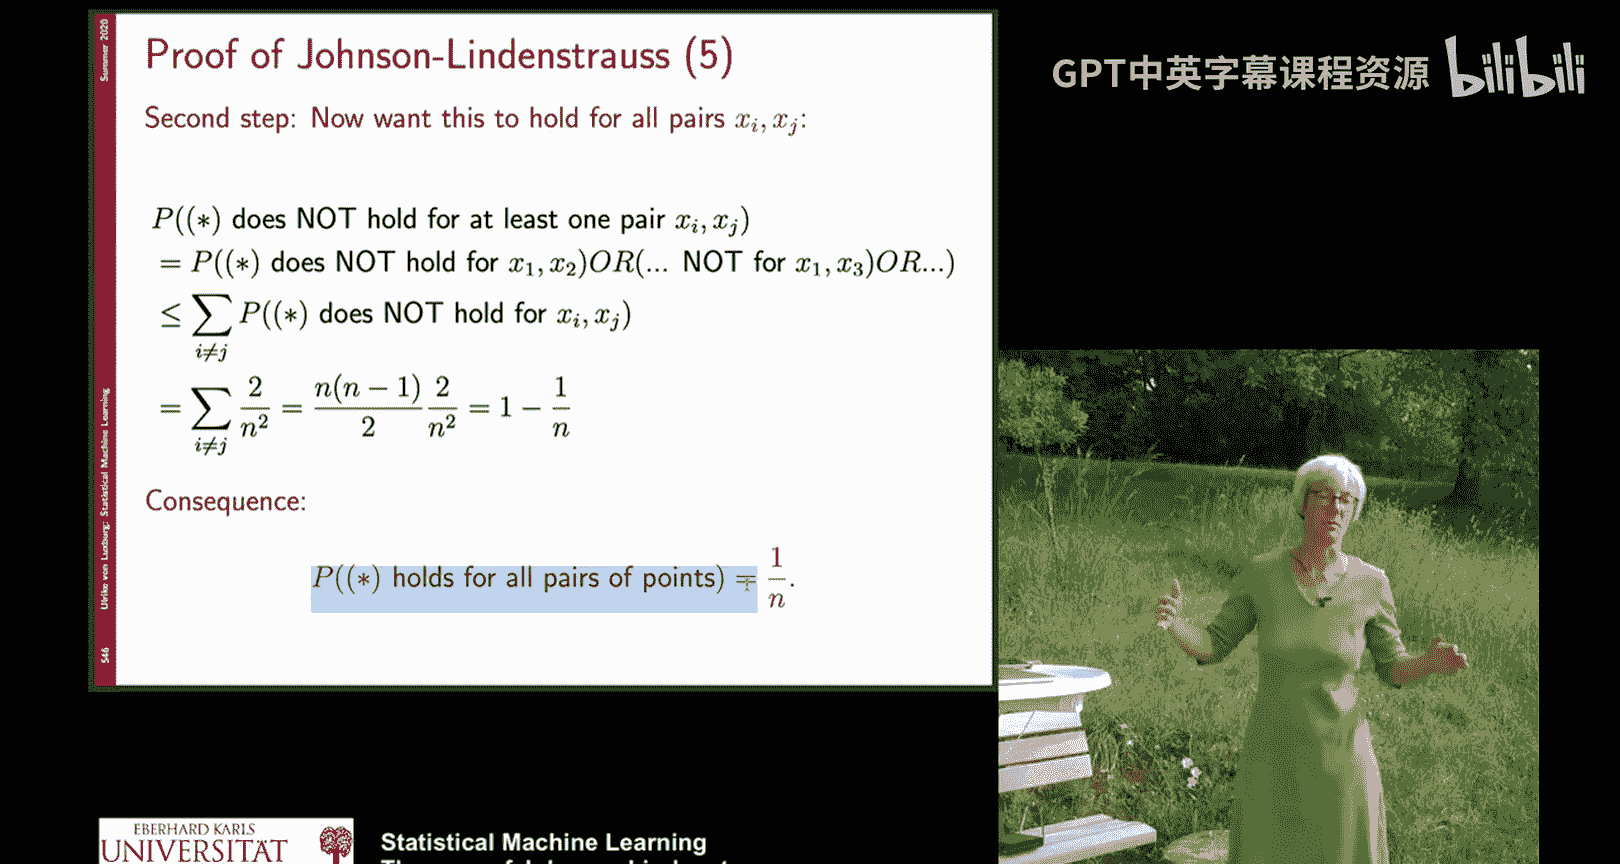 Summer 2020
Proof of Johnson-Lindenstrauss (5)
Second step: Now want this to hold for all pairs x_i, x_j:
P((∗) does NOT hold for at least one pair x_i, x_j)
= P((∗) does NOT hold for x_1, x_2)OR(... NOT for x_1, x_3)OR...)
≤ ∑_{i≠j} P((∗) does NOT hold for x_i, x_j)
= ∑_{i≠j} 2/n² = n(n − 1)/2 2/n² = 1 − 1/n
Consequence:
P((∗) holds for all pairs of points) = 1/n.
Ulrike von Luxburg: Statistical Machine Learning
546
GPT中英字幕课程资源
bilibili
EBERHARD KARLS
UNIVERSITÄT
Statistical Machine Learning